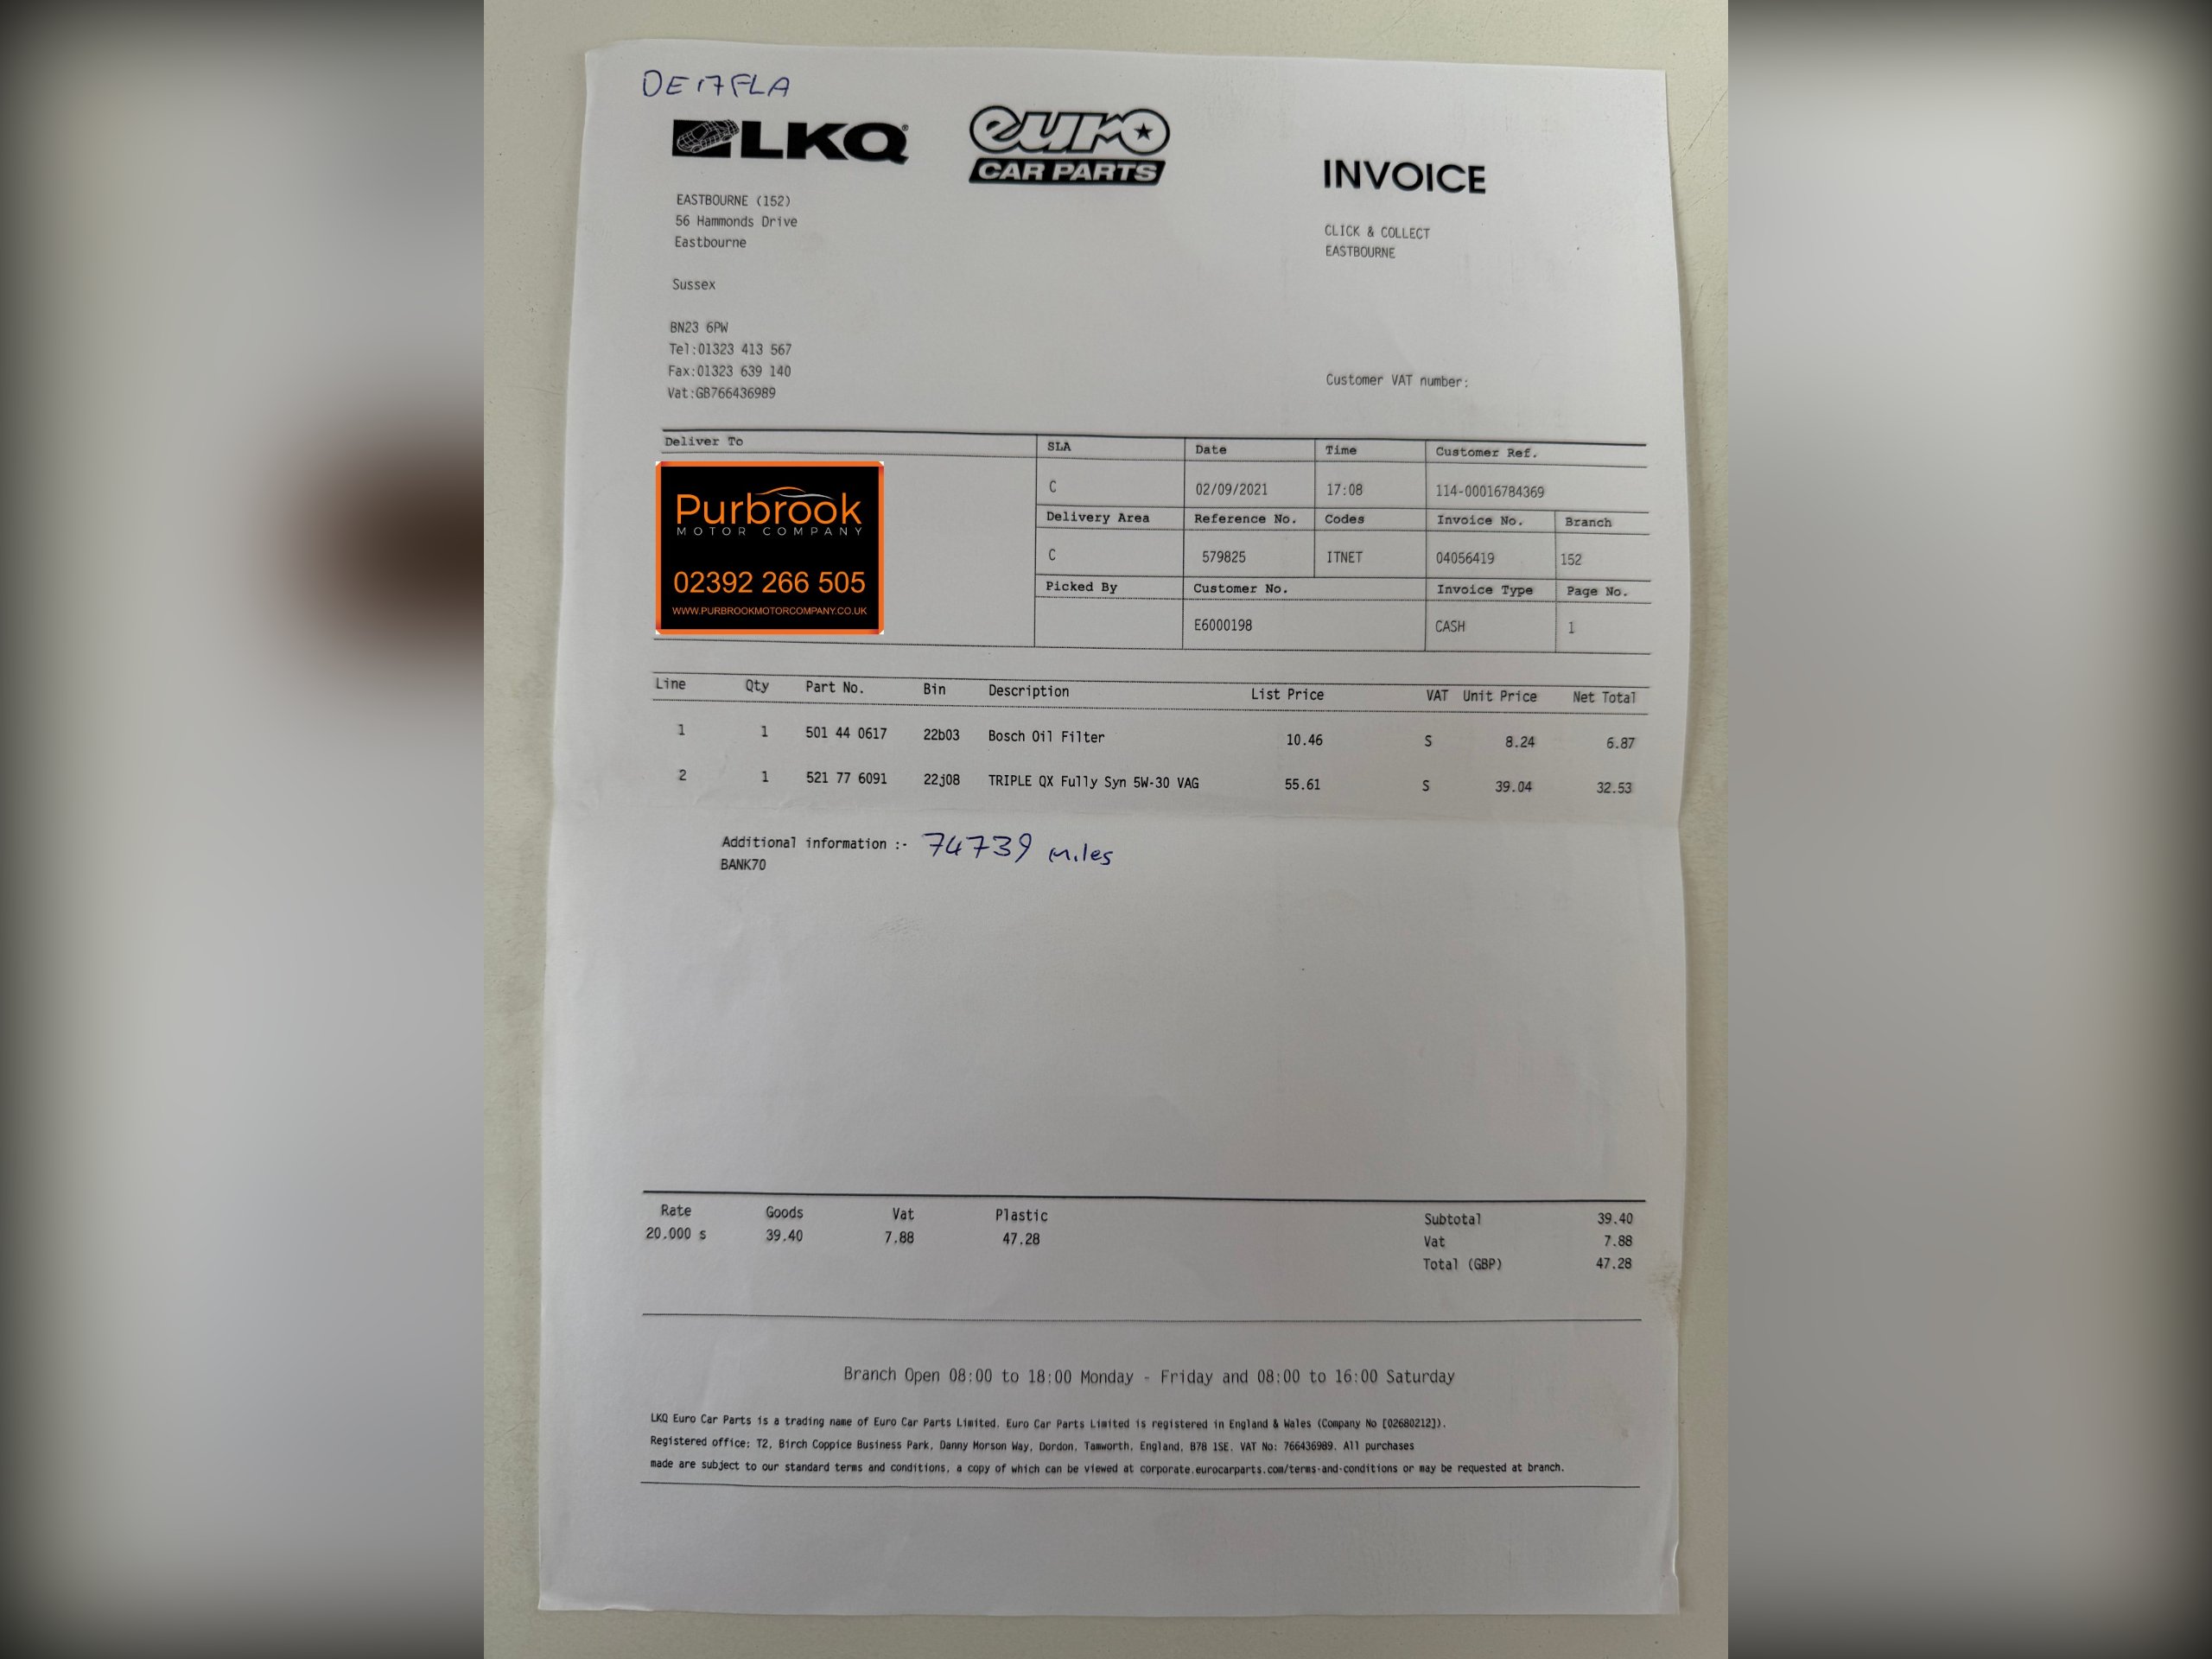 DE17FLA
LKQ®
euro
CAR PARTS
INVOICE
EASTBOURNE (152)
56 Hammonds Drive
Eastbourne
Sussex
BN23 6PW
Tel:01323 413 567
Fax:01323 639 140
Vat:GB766436989
CLICK & COLLECT
EASTBOURNE
Customer VAT number:
Deliver To
Purbrook
MOTOR COMPANY
02392 266 505
WWW.PURBROOKMOTORCOMPANY.CO.UK
SLA Date Time Customer Ref.
C 02/09/2021 17:08 114-00016784369
Delivery Area Reference No. Codes Invoice No. Branch
C 579825 ITNET 04056419 152
Picked By Customer No. Invoice Type Page No.
E6000198 CASH 1
Line Qty Part No. Bin Description List Price VAT Unit Price Net Total
1 1 501 44 0617 22b03 Bosch Oil Filter 10.46 S 8.24 6.87
2 1 521 77 6091 22j08 TRIPLE QX Fully Syn 5W-30 VAG 55.61 S 39.04 32.53
Additional information :- 74739 miles
BANK70
Rate Goods Vat Plastic
20.000 s 39.40 7.88 47.28
Subtotal 39.40
Vat 7.88
Total (GBP) 47.28
Branch Open 08:00 to 18:00 Monday - Friday and 08:00 to 16:00 Saturday
LKQ Euro Car Parts is a trading name of Euro Car Parts Limited. Euro Car Parts Limited is registered in England & Wales (Company No [02680212]).
Registered office: T2, Birch Coppice Business Park, Danny Morson Way, Dordon, Tamworth, England, B78 1SE. VAT No: 766436989. All purchases
made are subject to our standard terms and conditions, a copy of which can be viewed at corporate.eurocarparts.com/terms-and-conditions or may be requested at branch.